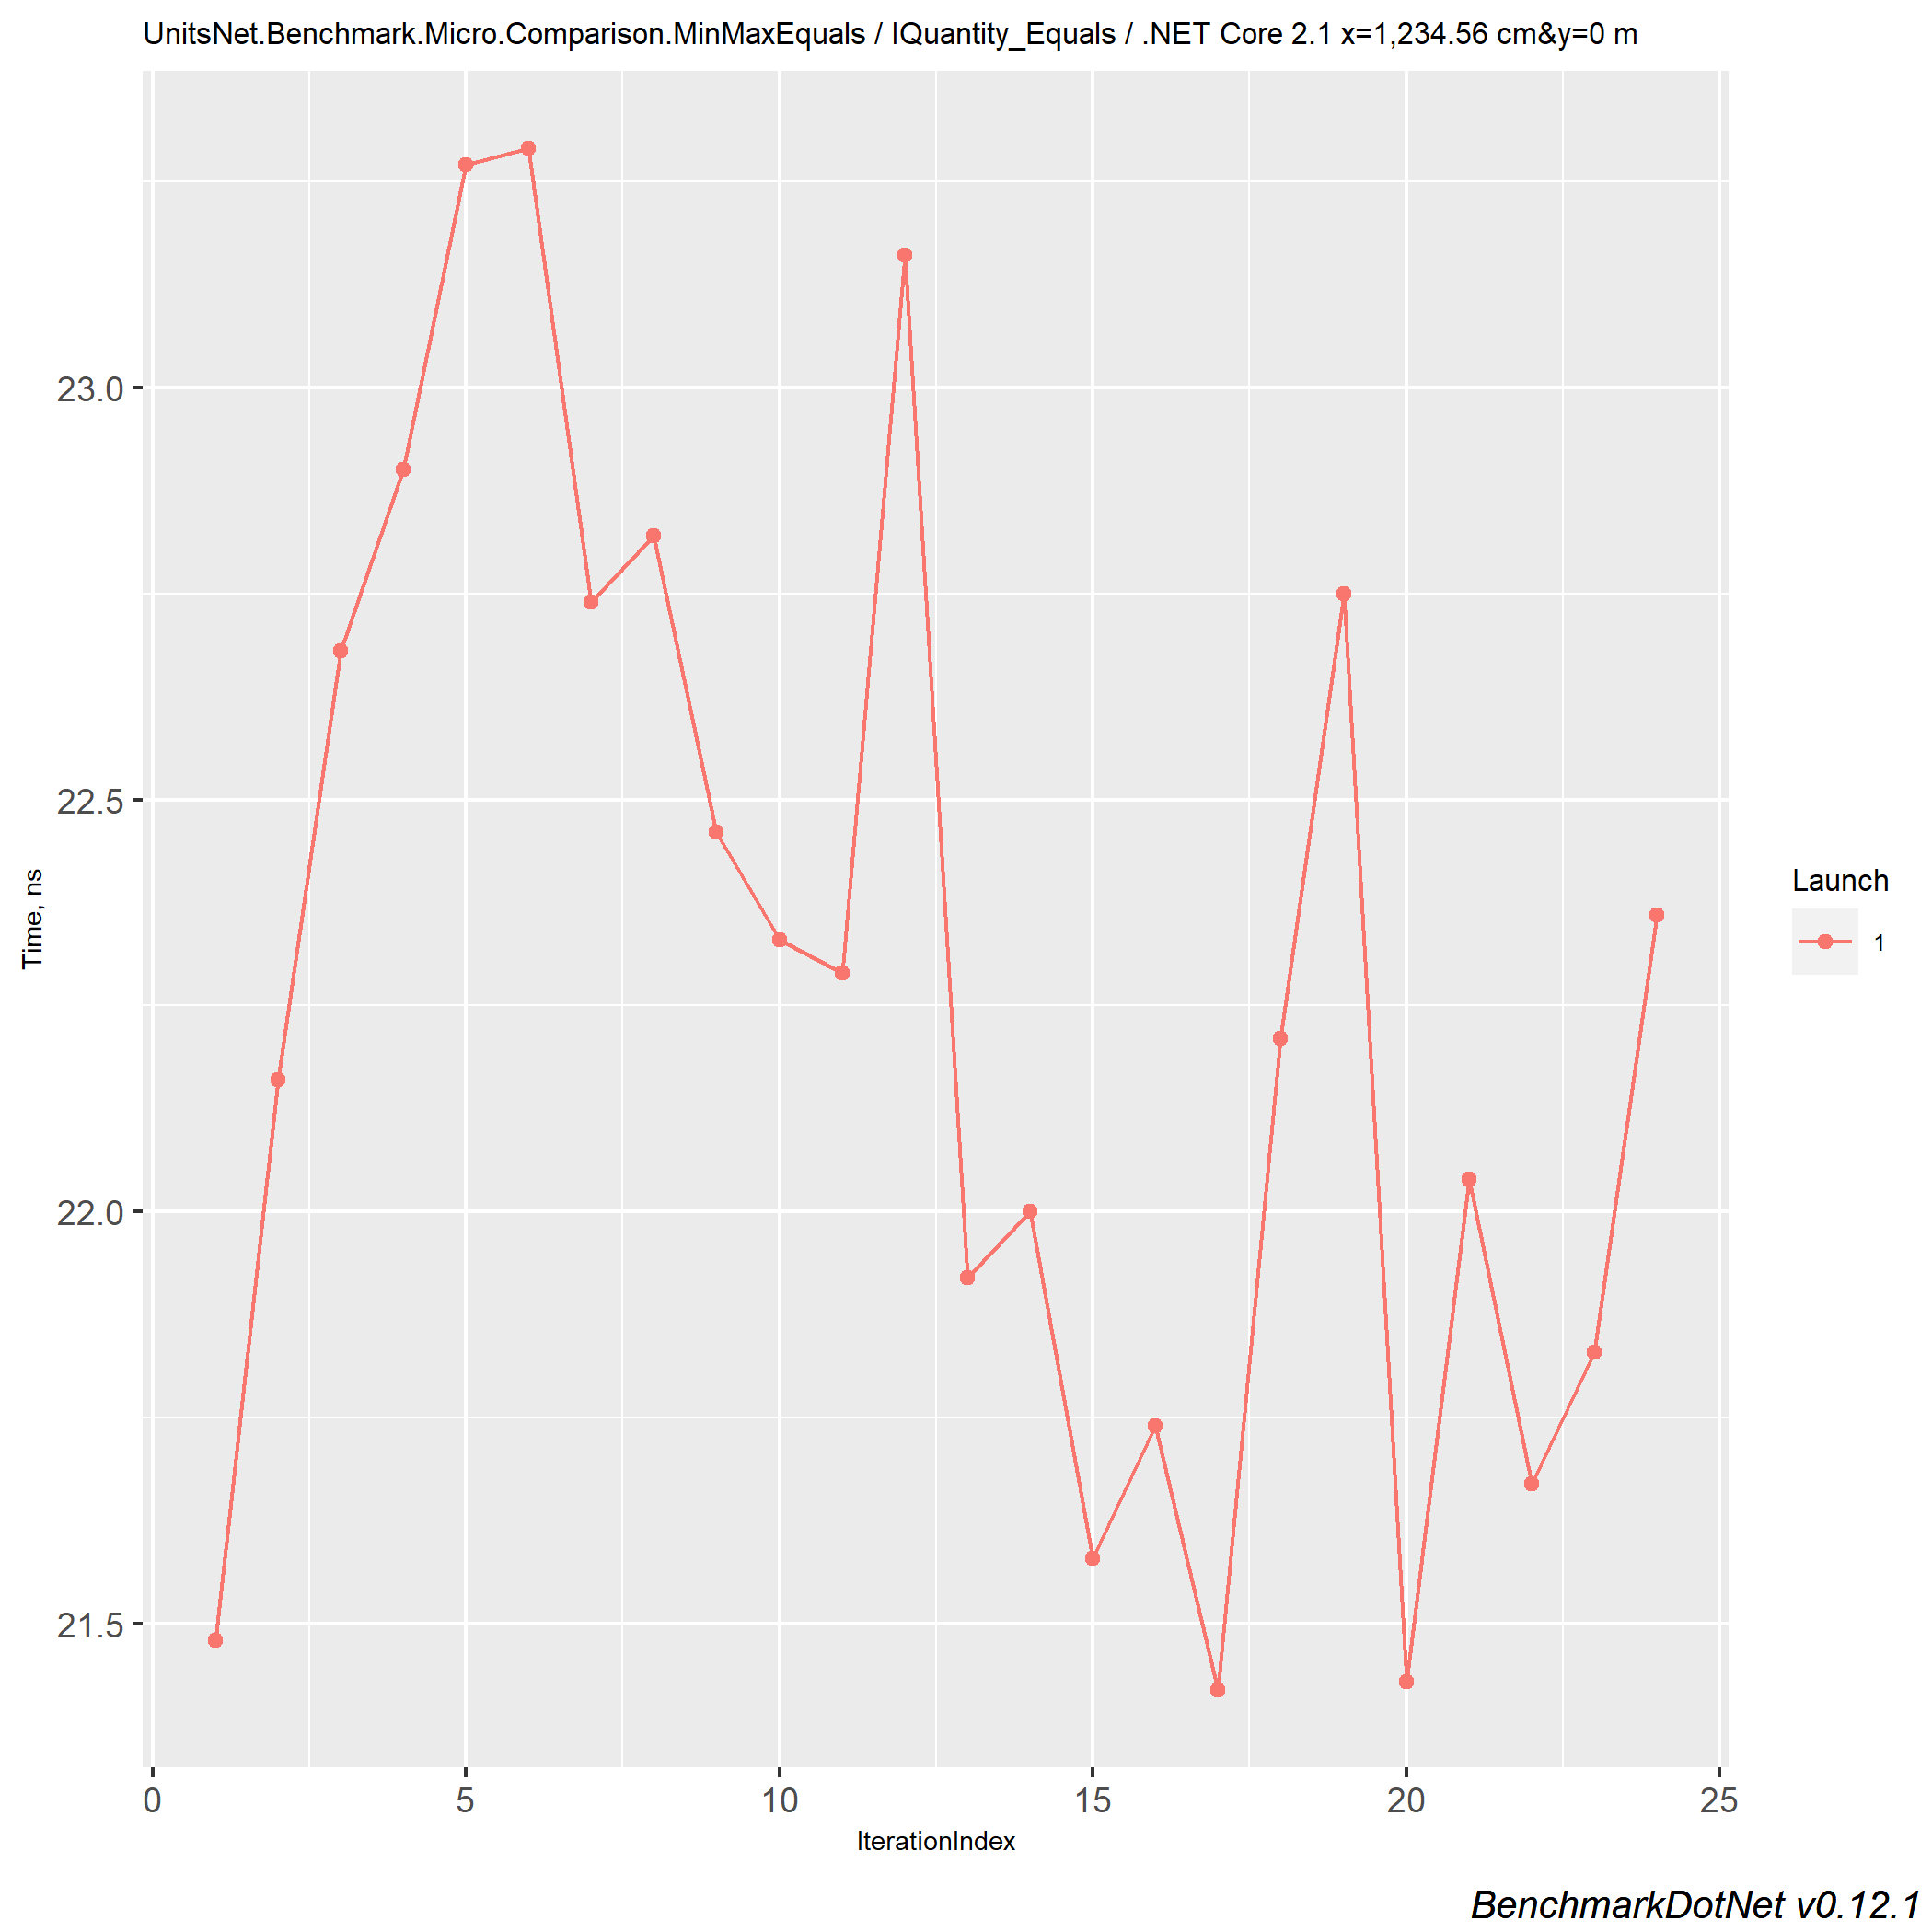 UnitsNet.Benchmark.Micro.Comparison.MinMaxEquals / IQuantity_Equals / .NET Core 2.1 x=1,234.56 cm&y=0 m
23.0
22.5
22.0
21.5
Time, ns
0 5 10 15 20 25
IterationIndex
Launch
1
BenchmarkDotNet v0.12.1